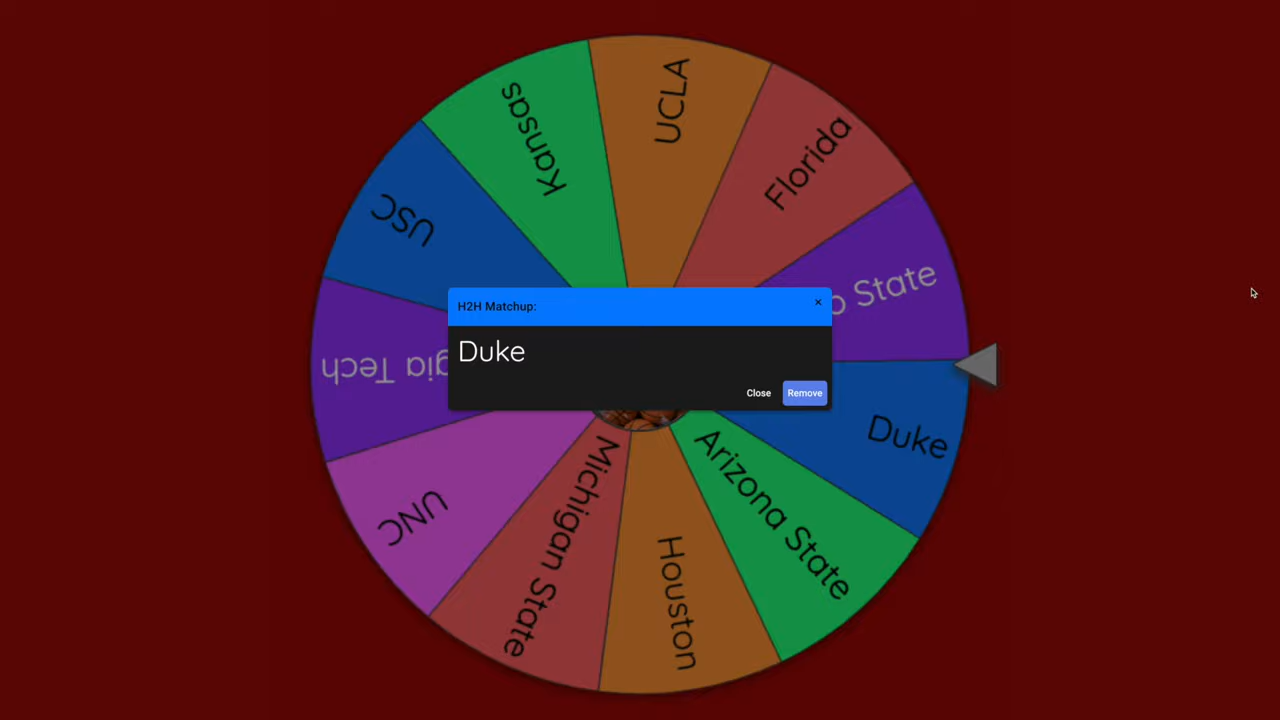 UCLA
Florida
State
Duke
Arizona State
Houston
Michigan State
UNC
Tech
USC
Kansas
H2H Matchup:
×
Duke
Close
Remove